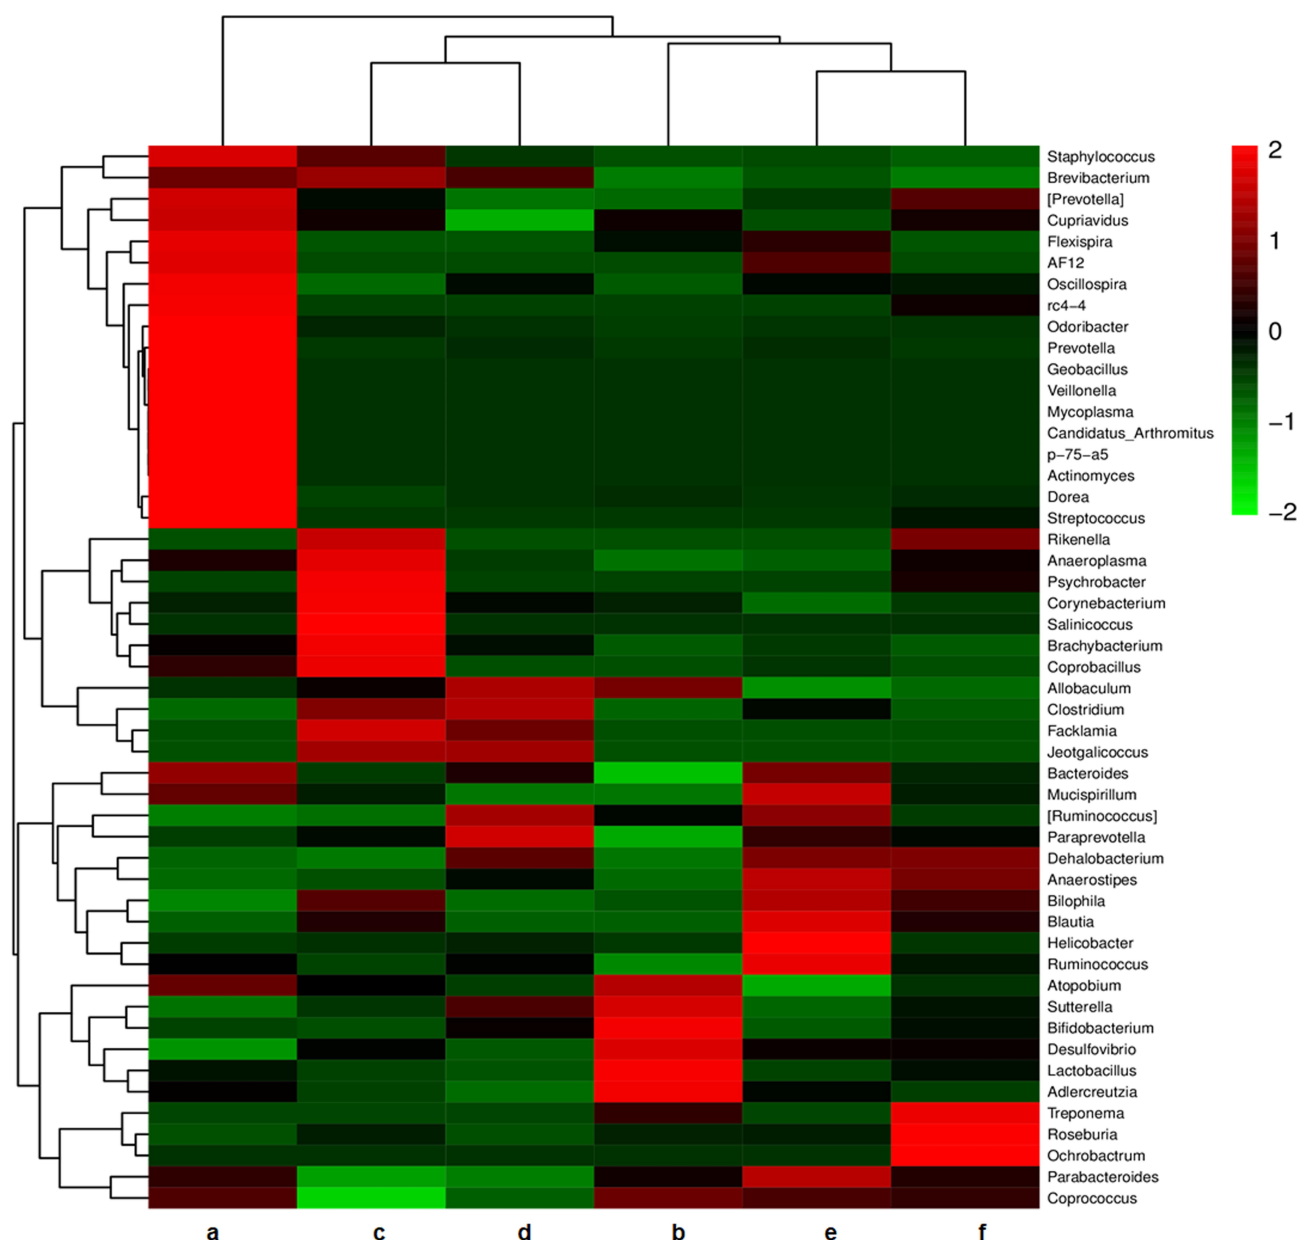 2
1
0
−1
−2
Staphylococcus
Brevibacterium
[Prevotella]
Cupriavidus
Flexispira
AF12
Oscillospira
rc4−4
Odoribacter
Prevotella
Geobacillus
Veillonella
Mycoplasma
Candidatus_Arthromitus
p−75−a5
Actinomyces
Dorea
Streptococcus
Rikenella
Anaeroplasma
Psychrobacter
Corynebacterium
Salinicoccus
Brachybacterium
Coprobacillus
Allobaculum
Clostridium
Facklamia
Jeotgalicoccus
Bacteroides
Mucispirillum
[Ruminococcus]
Paraprevotella
Dehalobacterium
Anaerostipes
Bilophila
Blautia
Helicobacter
Ruminococcus
Atopobium
Sutterella
Bifidobacterium
Desulfovibrio
Lactobacillus
Adlercreutzia
Treponema
Roseburia
Ochrobactrum
Parabacteroides
Coprococcus
a c d b e f